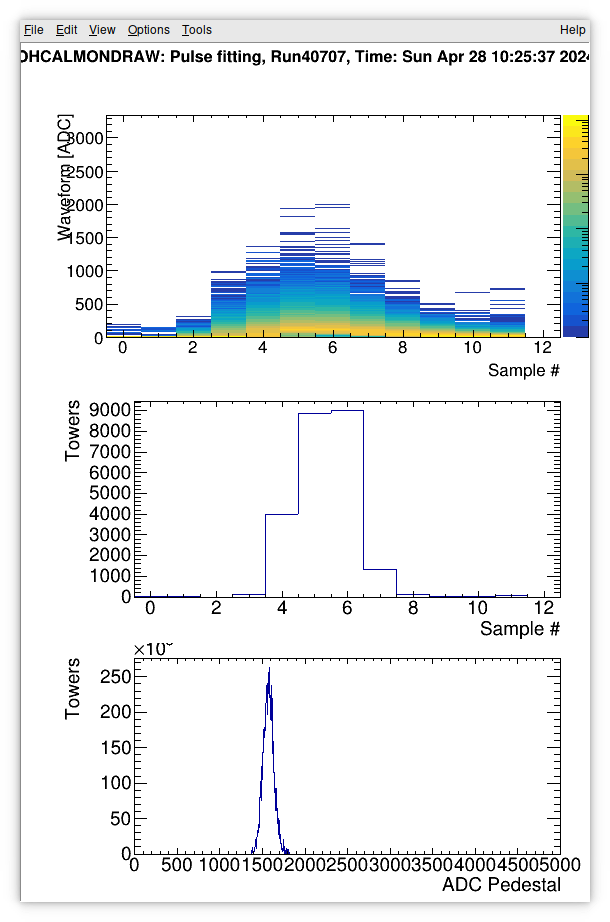 File Edit View Options Tools Help
OHCALMONDRAW: Pulse fitting, Run40707, Time: Sun Apr 28 10:25:37 2024
Waveform [ADC]
3000
2500
2000
1500
1000
500
0
0 2 4 6 8 10 12
Sample #
Towers
9000
8000
7000
6000
5000
4000
3000
2000
1000
0
0 2 4 6 8 10 12
Sample #
Towers
250
200
150
100
50
0
0 500 1000 1500 2000 2500 3000 3500 4000 4500 5000
ADC Pedestal